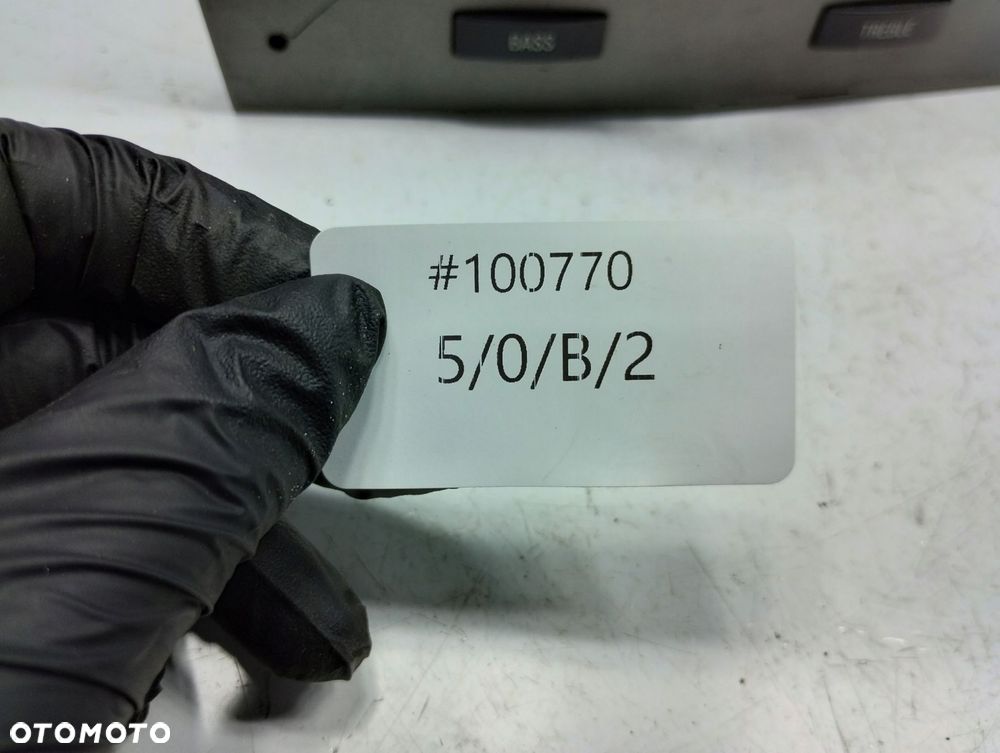 BASS
TREBLE
#100770
5/0/B/2
OTOMOTO